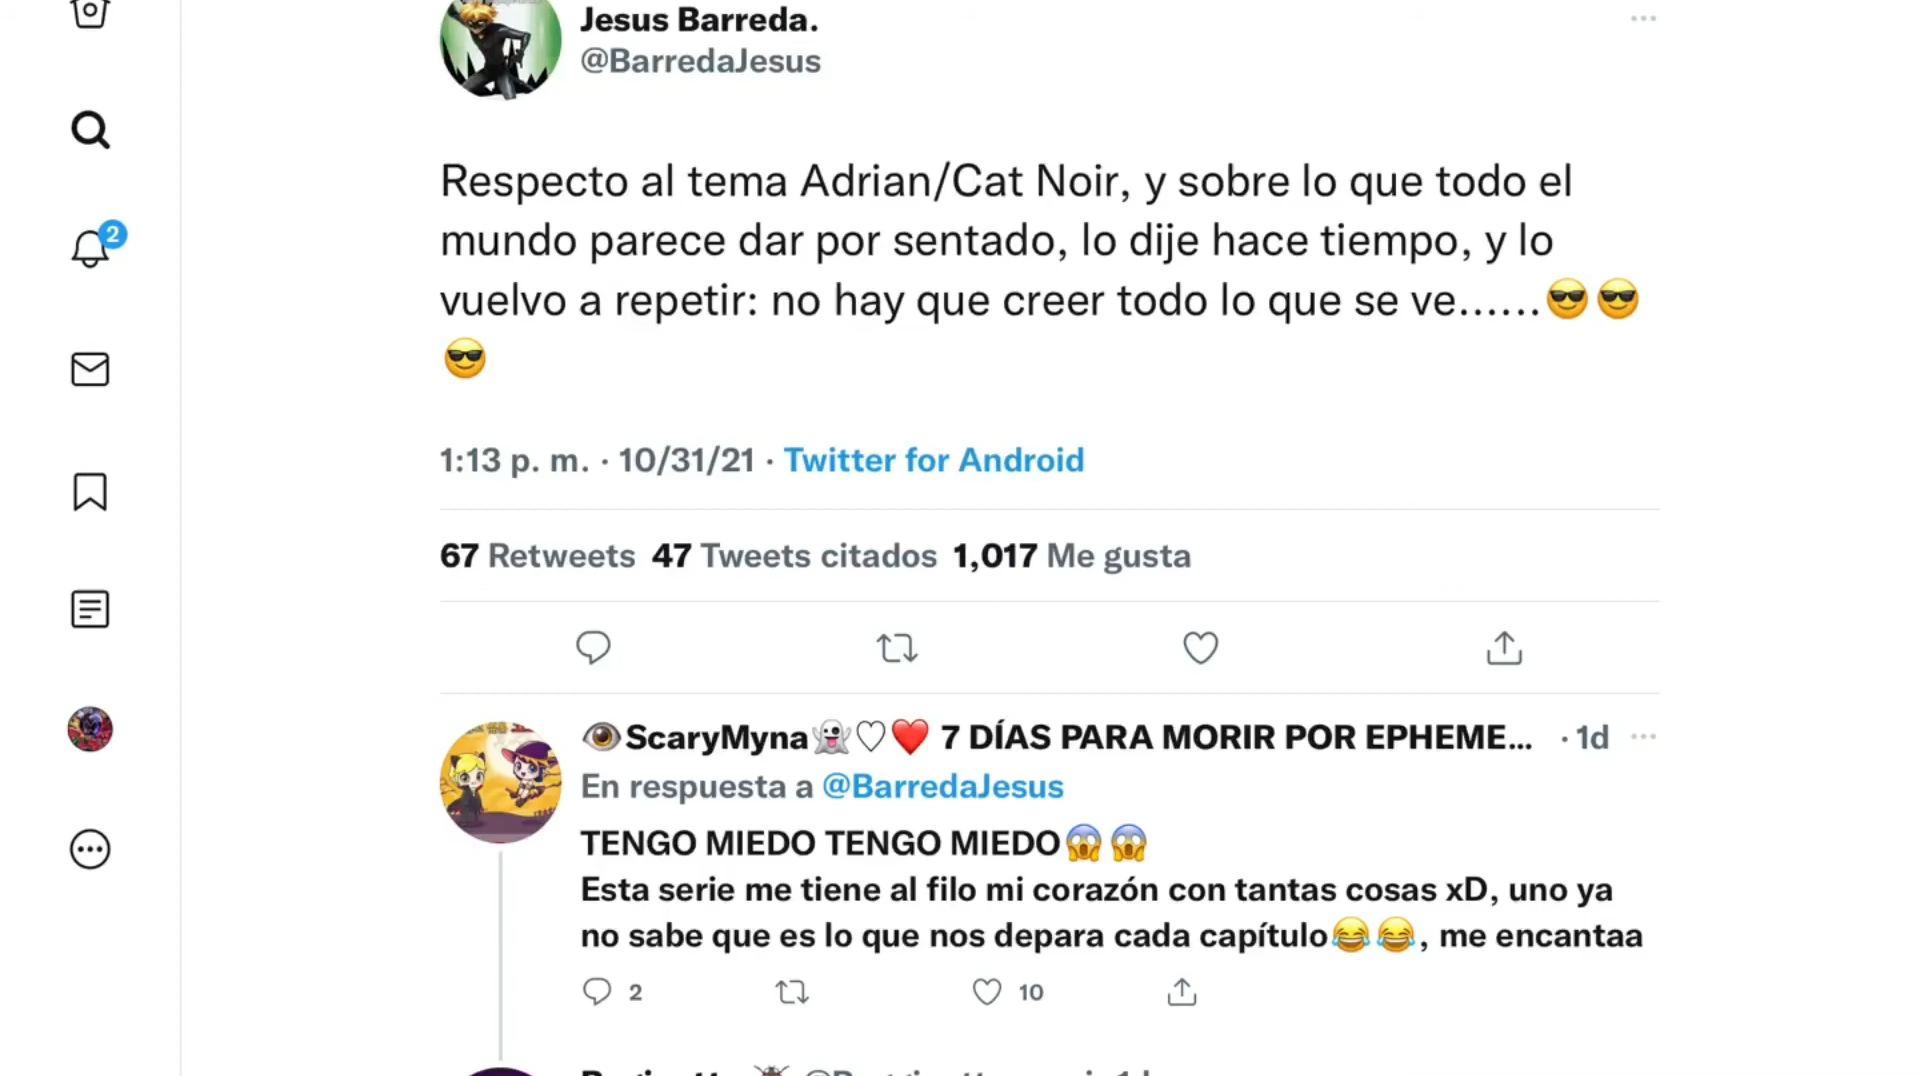 Jesus Barreda.
@BarredaJesus
Respecto al tema Adrian/Cat Noir, y sobre lo que todo el
mundo parece dar por sentado, lo dije hace tiempo, y lo
vuelvo a repetir: no hay que creer todo lo que se ve......😎😎
😎
1:13 p. m. · 10/31/21 · Twitter for Android
67 Retweets 47 Tweets citados 1,017 Me gusta
👁ScaryMyna👻♡❤️ 7 DÍAS PARA MORIR POR EPHEME... · 1d
En respuesta a @BarredaJesus
TENGO MIEDO TENGO MIEDO😱😱
Esta serie me tiene al filo mi corazón con tantas cosas xD, uno ya
no sabe que es lo que nos depara cada capítulo😂😂, me encantaa
2 10
2